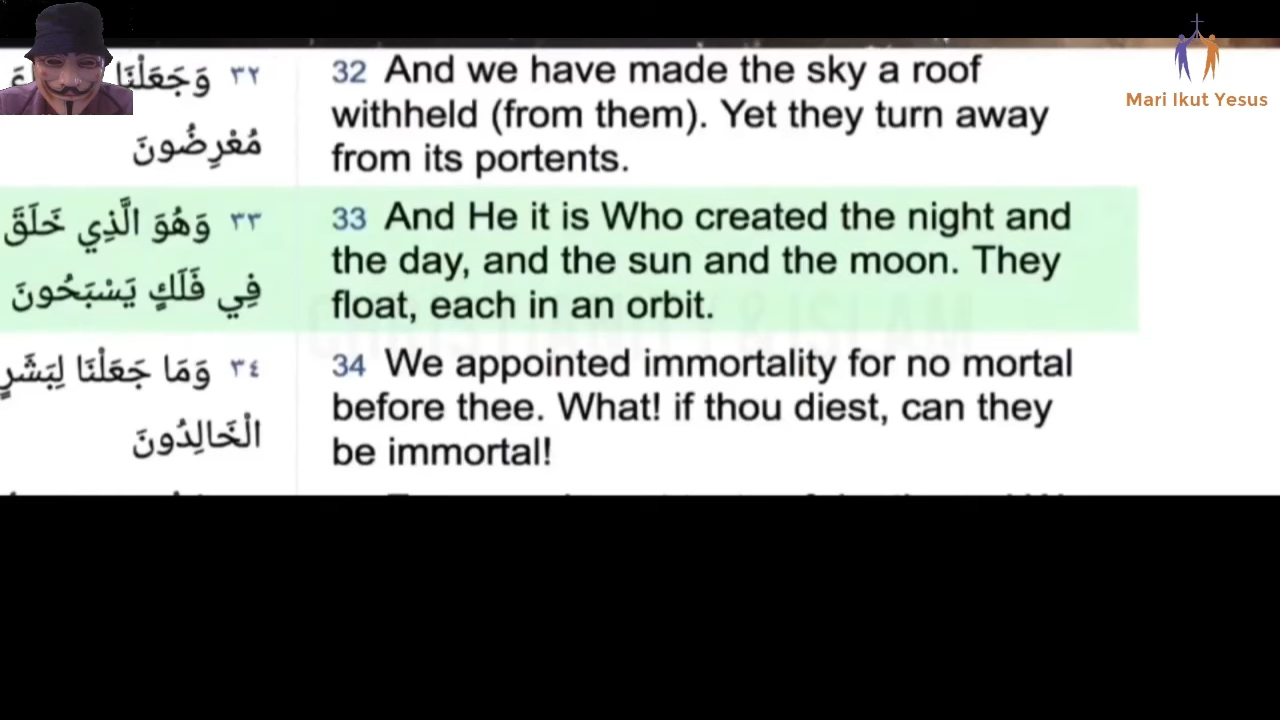 Mari Ikut Yesus
٣٢ وَجَعَلْنَا
مُعْرِضُونَ
32 And we have made the sky a roof
withheld (from them). Yet they turn away
from its portents.
٣٣ وَهُوَ الَّذِي خَلَقَ
فِي فَلَكٍ يَسْبَحُونَ
33 And He it is Who created the night and
the day, and the sun and the moon. They
float, each in an orbit.
CHRISTIANITY & ISLAM
٣٤ وَمَا جَعَلْنَا لِبَشَرٍ
الْخَالِدُونَ
34 We appointed immortality for no mortal
before thee. What! if thou diest, can they
be immortal!